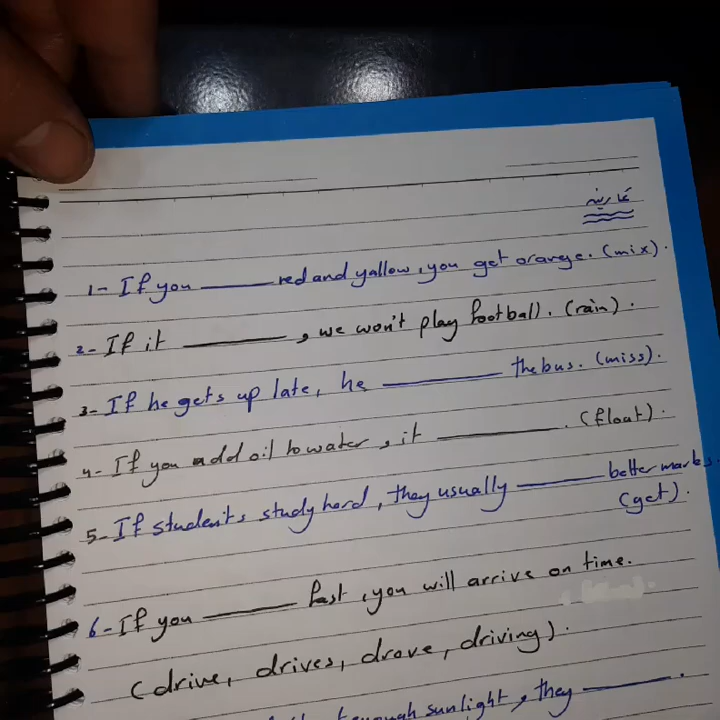 1- If you ______ red and yallow, you get orange. (mix).
2- If it ______, we won't play football. (rain).
3- If he gets up late, he ______ the bus. (miss).
4- If you add oil to water, it ______. (float).
5- If students study hard, they usually ______ better marks.
(get).
6- If you ______ fast, you will arrive on time.
(drive, drives, drove, driving).
through sunlight, they ______.